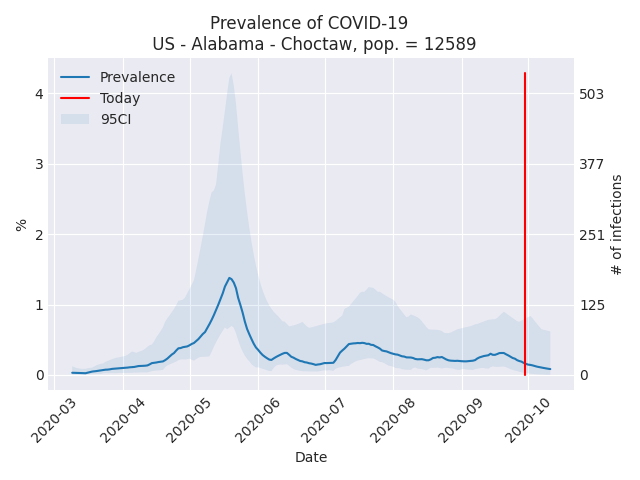 Prevalence of COVID-19
US - Alabama - Choctaw, pop. = 12589
Prevalence
Today
95CI
4
3
2
1
0
%
503
377
251
125
0
# of infections
2020-03
2020-04
2020-05
2020-06
2020-07
2020-08
2020-09
2020-10
Date